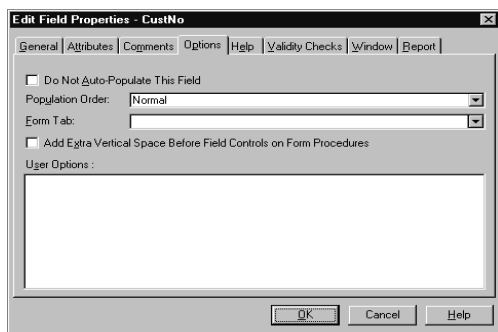 Edit Field Properties - CustNo
General Attributes Comments Options Help Validity Checks Window Report
Do Not Auto-Populate This Field
Population Order: Normal
Form Tab:
Add Extra Vertical Space Before Field Controls on Form Procedures
User Options :
OK Cancel Help